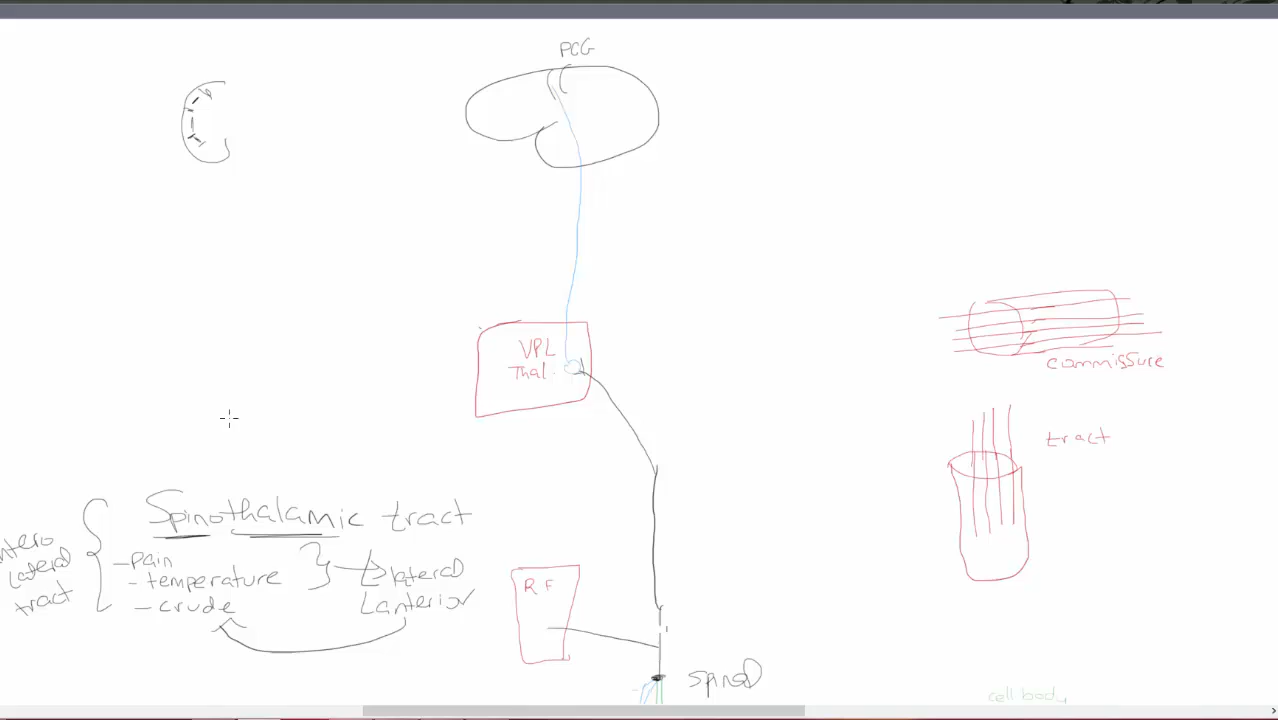 PCG
VPL
Thal.
commissure
tract
Spinothalamic tract
-pain
-temperature
-crude
lateral
anterior
antero
lateral
tract
RF
spinal
cell body